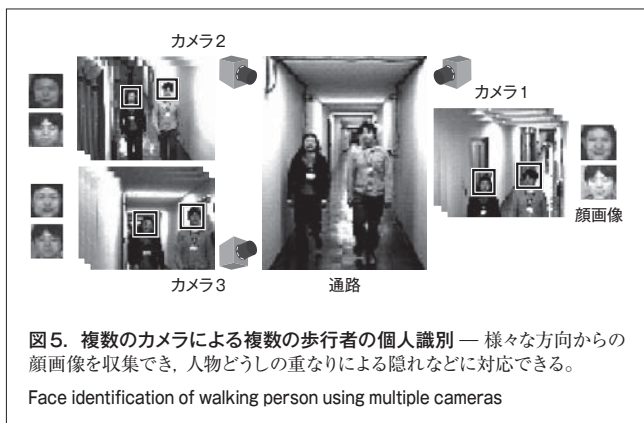 カメラ2
カメラ1
顔画像
カメラ3
通路
図5. 複数のカメラによる複数の歩行者の個人識別 — 様々な方向からの
顔画像を収集でき，人物どうしの重なりによる隠れなどに対応できる。
Face identification of walking person using multiple cameras